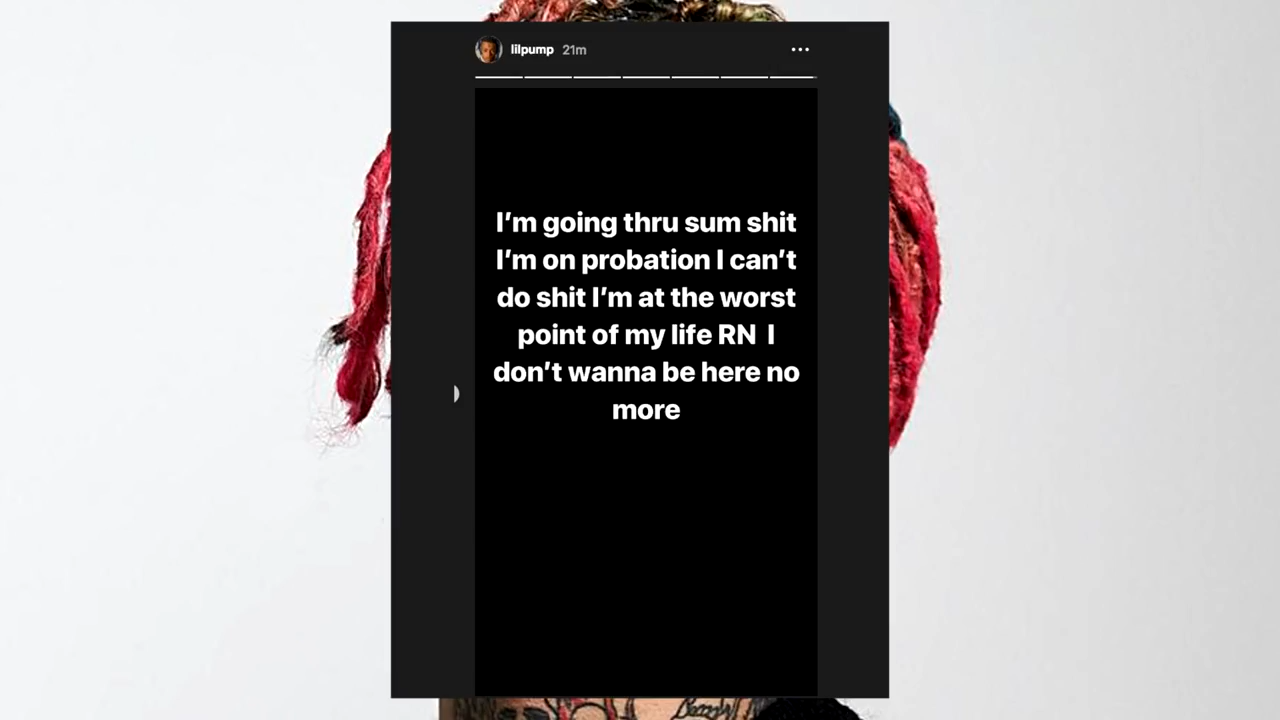 lilpump 21m
I’m going thru sum shit
I’m on probation I can’t
do shit I’m at the worst
point of my life RN I
don’t wanna be here no
more